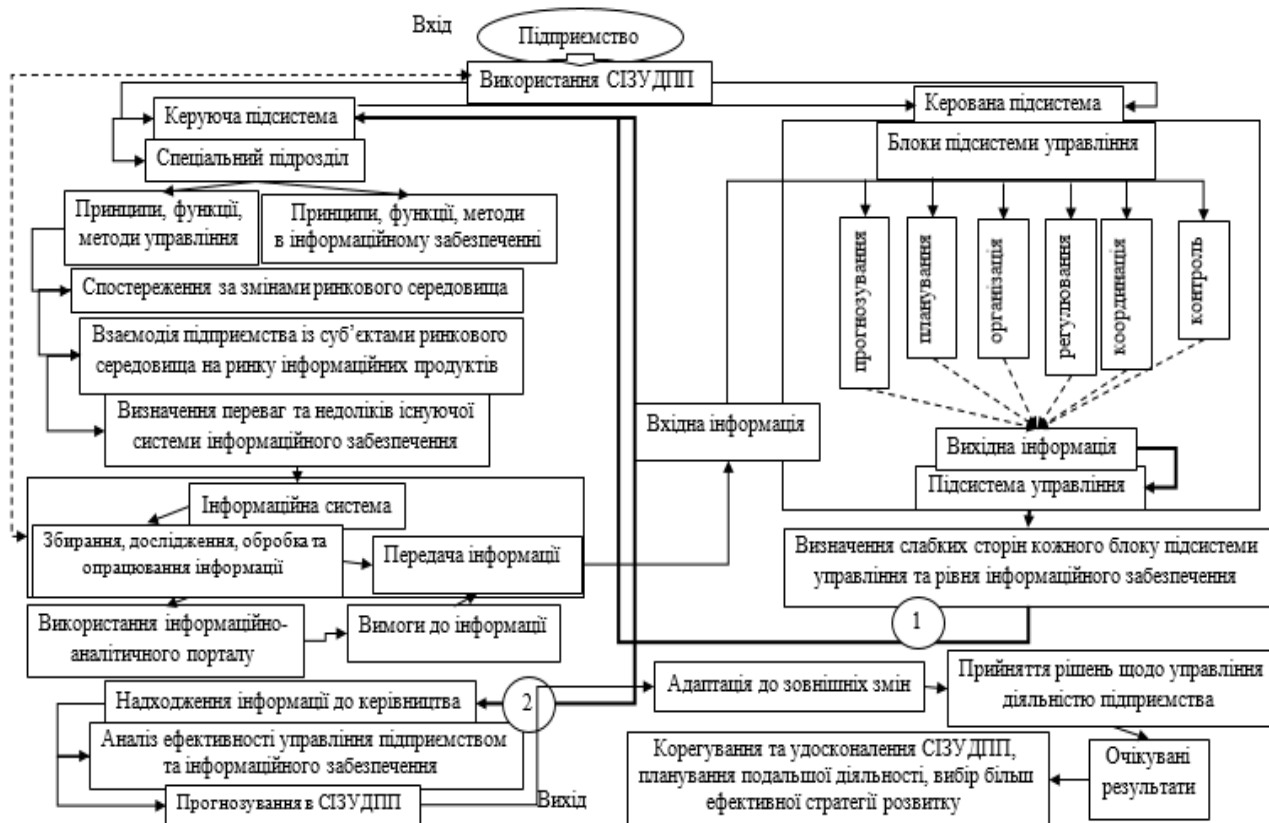 Вхід
Підприємство
Використання СІЗУДПП
Керуюча підсистема
Керована підсистема
Спеціальний підрозділ
Блоки підсистеми управління
Принципи, функції,
методи управління
Принципи, функції, методи
в інформаційному забезпеченні
прогнозування
планування
організація
регулювання
координація
контроль
Спостереження за змінами ринкового середовища
Взаємодія підприємства із суб’єктами ринкового
середовища на ринку інформаційних продуктів
Визначення переваг та недоліків існуючої
системи інформаційного забезпечення
Вхідна інформація
Вихідна інформація
Підсистема управління
Інформаційна система
Збирання, дослідження, обробка та
опрацювання інформації
Передача інформації
Визначення слабких сторін кожного блоку підсистеми
управління та рівня інформаційного забезпечення
Використання інформаційно-
аналітичного порталу
Вимоги до інформації
1
Надходження інформації до керівництва
2
Адаптація до зовнішніх змін
Прийняття рішень щодо управління
діяльністю підприємства
Аналіз ефективності управління підприємством
та інформаційного забезпечення
Прогнозування в СІЗУДПП
Вихід
Корегування та удосконалення СІЗУДПП,
планування подальшої діяльності, вибір більш
ефективної стратегії розвитку
Очікувані
результати